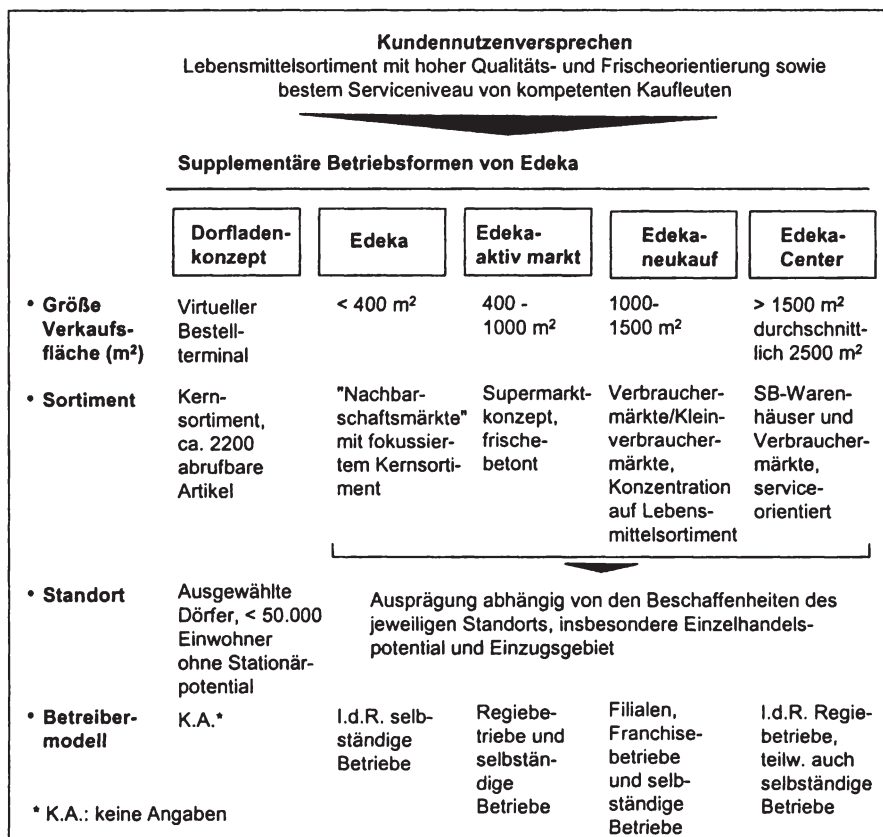 Kundennutzenversprechen
Lebensmittelsortiment mit hoher Qualitäts- und Frischeorientierung sowie
bestem Serviceniveau von kompetenten Kaufleuten
Supplementäre Betriebsformen von Edeka
Dorfladen-
konzept
Edeka
Edeka-
aktiv markt
Edeka-
neukauf
Edeka-
Center
• Größe
Verkaufs-
fläche (m²)
Virtueller
Bestell-
terminal
< 400 m²
400 -
1000 m²
1000-
1500 m²
> 1500 m²
durchschnitt-
lich 2500 m²
• Sortiment
Kern-
sortiment,
ca. 2200
abrufbare
Artikel
"Nachbar-
schaftsmärkte"
mit fokussier-
tem Kernsorti-
ment
Supermarkt-
konzept,
frische-
betont
Verbraucher-
märkte/Klein-
verbraucher-
märkte,
Konzentration
auf Lebens-
mittelsortiment
SB-Waren-
häuser und
Verbraucher-
märkte,
service-
orientiert
• Standort
Ausgewählte
Dörfer, < 50.000
Einwohner
ohne Stationär-
potential
Ausprägung abhängig von den Beschaffenheiten des
jeweiligen Standorts, insbesondere Einzelhandels-
potential und Einzugsgebiet
• Betreiber-
modell
K.A.*
I.d.R. selb-
ständige
Betriebe
Regiebe-
triebe und
selbstän-
dige
Betriebe
Filialen,
Franchise-
betriebe
und selb-
ständige
Betriebe
I.d.R. Regie-
betriebe,
teilw. auch
selbständige
Betriebe
* K.A.: keine Angaben